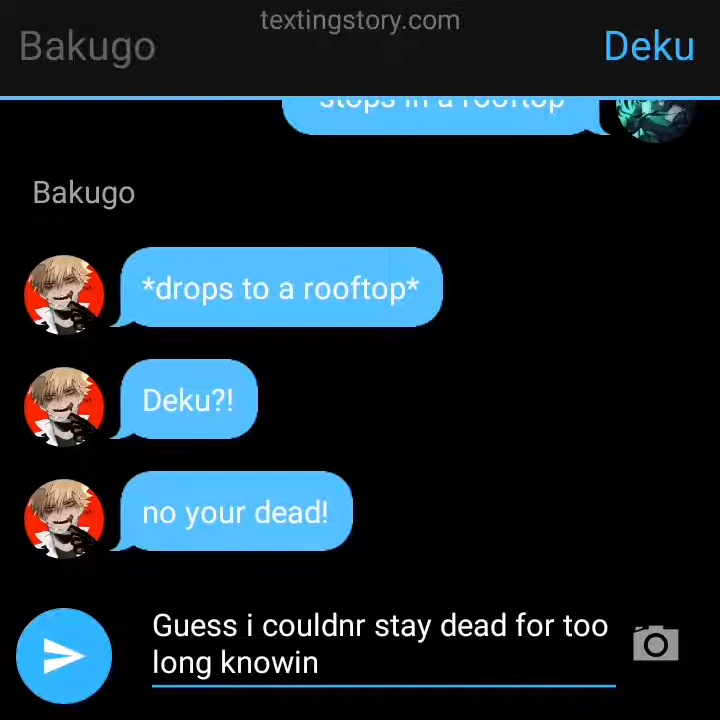 textingstory.com
Bakugo
Deku
stops in a rooftop
Bakugo
*drops to a rooftop*
Deku?!
no your dead!
Guess i couldnr stay dead for too
long knowin